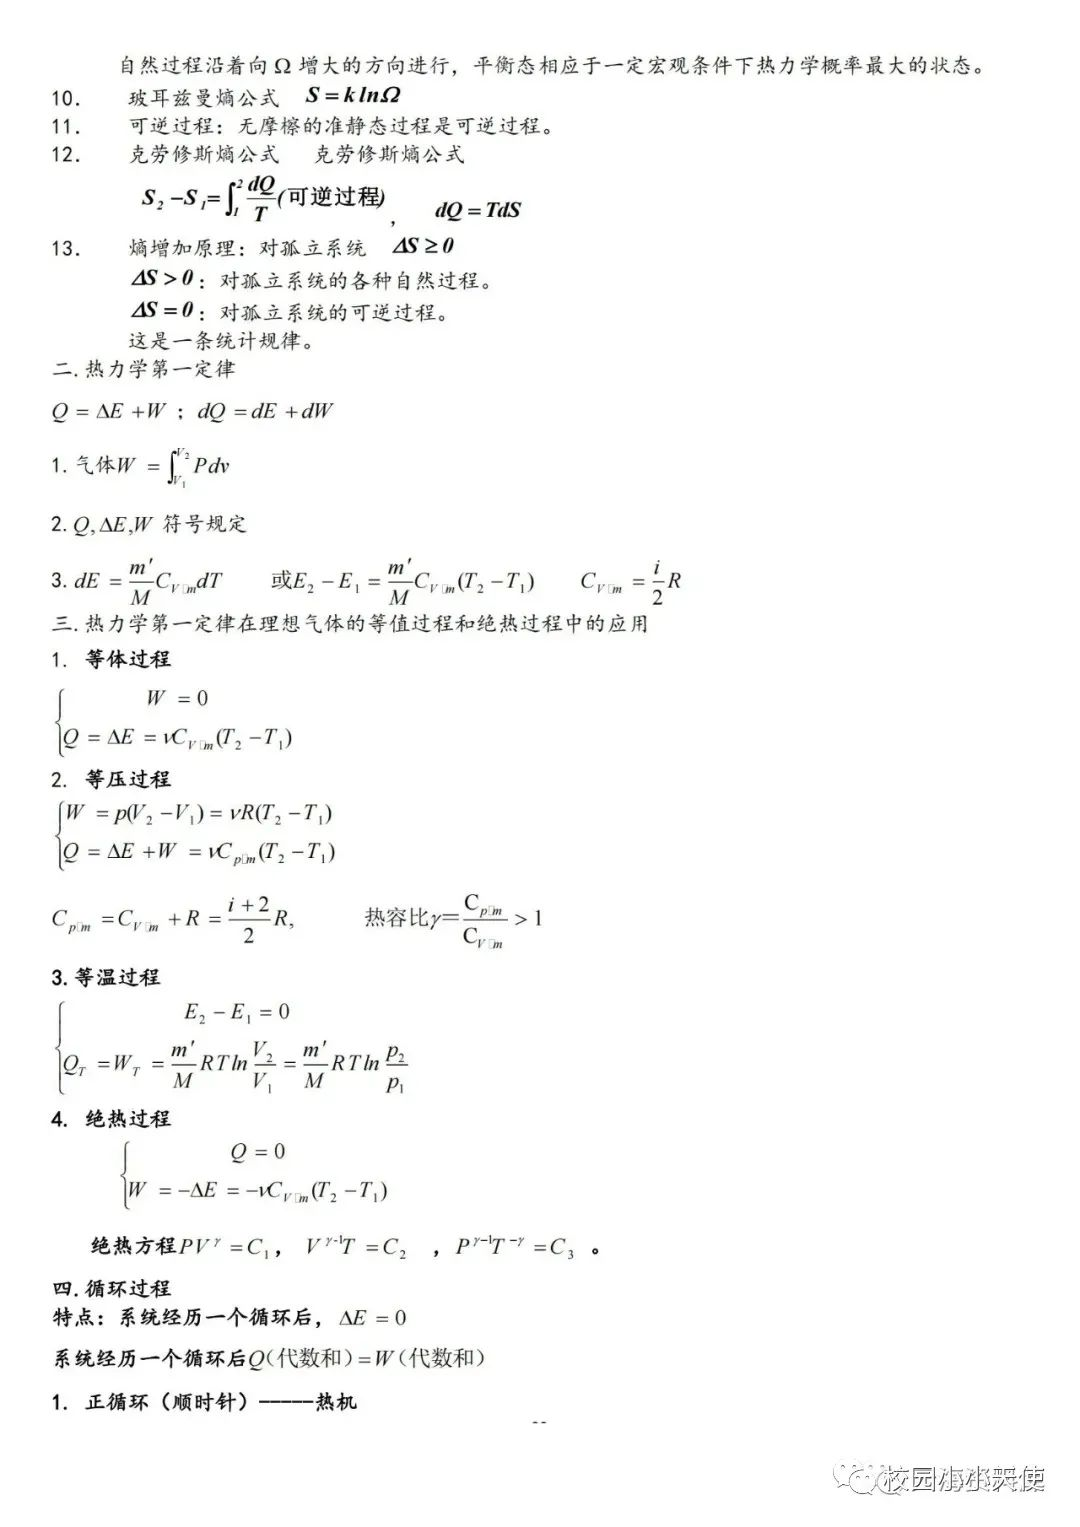 自然过程沿着向 Ω 增大的方向进行，平衡态相应于一定宏观条件下热力学概率最大的状态。
10. 玻耳兹曼熵公式 S = k lnΩ
11. 可逆过程：无摩檫的准静态过程是可逆过程。
12. 克劳修斯熵公式 克劳修斯熵公式
S₂ –S₁=∫₁² dQ/T (可逆过程) ， dQ = TdS
13. 熵增加原理：对孤立系统 ΔS ≥ 0
ΔS > 0：对孤立系统的各种自然过程。
ΔS = 0：对孤立系统的可逆过程。
这是一条统计规律。
二.热力学第一定律
Q = ΔE + W ；dQ = dE + dW
1.气体W = ∫_{V₁}^{V₂} Pdv
2.Q,ΔE,W 符号规定
3.dE = m′/M C_{V□m}dT 或E₂ − E₁ = m′/M C_{V□m}(T₂ − T₁) C_{V□m} = i/2 R
三.热力学第一定律在理想气体的等值过程和绝热过程中的应用
1. 等体过程
W = 0
Q = ΔE = νC_{V□m}(T₂ − T₁)
2. 等压过程
W = p(V₂ − V₁) = νR(T₂ − T₁)
Q = ΔE + W = νC_{p□m}(T₂ − T₁)
C_{p□m} = C_{V□m} + R = (i + 2)/2 R, 热容比γ=C_{p□m}/C_{V□m} > 1
3.等温过程
E₂ − E₁ = 0
Q_T = W_T = m′/M RT ln V₂/V₁ = m′/M RT ln p₂/p₁
4. 绝热过程
Q = 0
W = −ΔE = −νC_{V□m}(T₂ − T₁)
绝热方程PV^γ = C₁， V^{γ-1}T = C₂ ，P^{γ−1}T^{−γ} = C₃ 。
四.循环过程
特点：系统经历一个循环后，ΔE = 0
系统经历一个循环后Q(代数和)=W(代数和)
1. 正循环（顺时针）-----热机
--